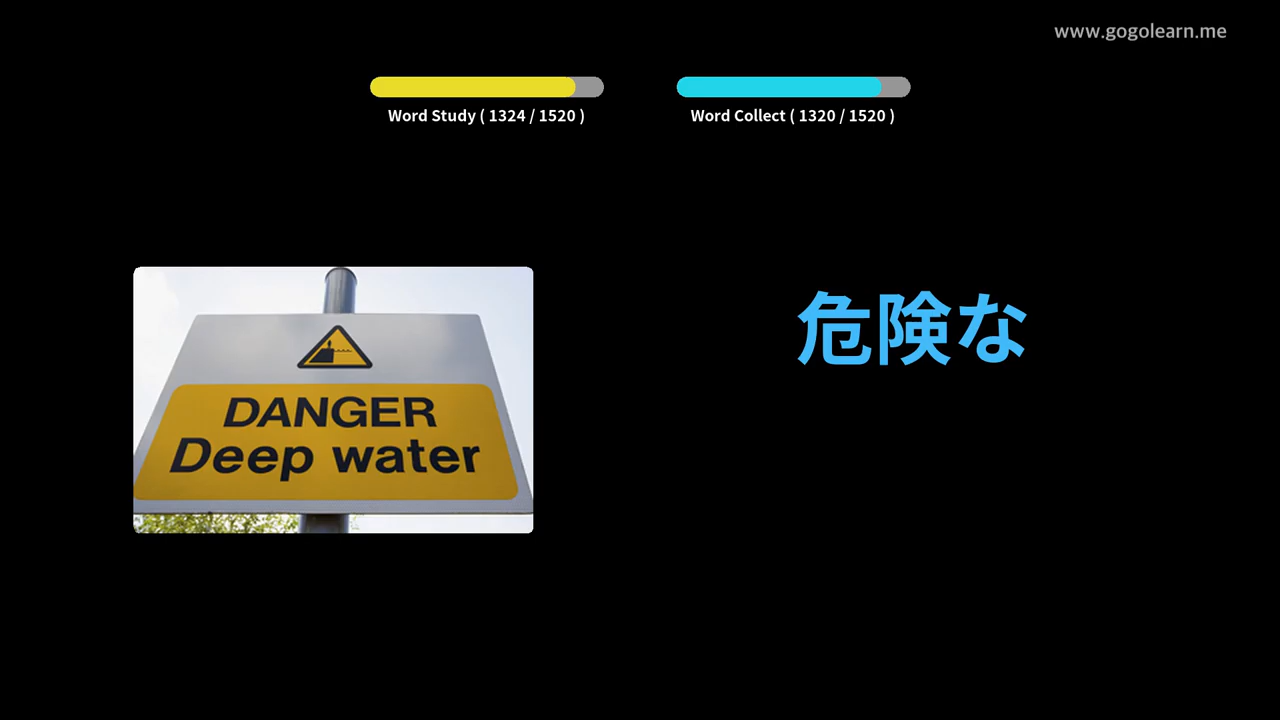 www.gogolearn.me
Word Study ( 1324 / 1520 )
Word Collect ( 1320 / 1520 )
DANGER
Deep water
危険な